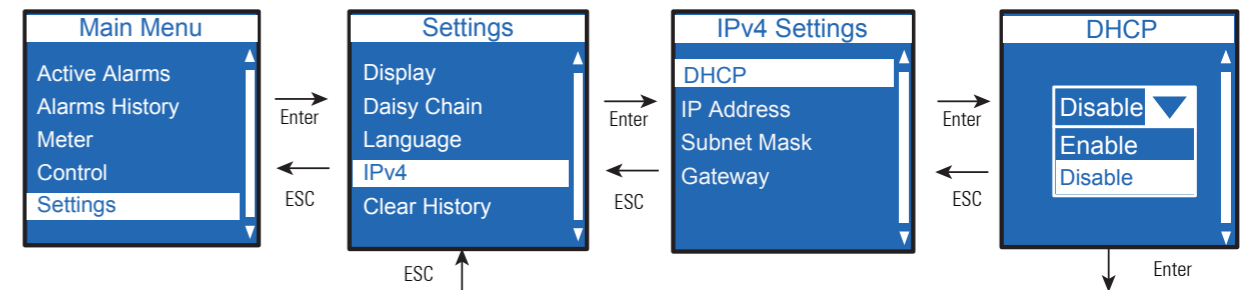 Main Menu
Active Alarms
Alarms History
Meter
Control
Settings
Enter
ESC
Settings
Display
Daisy Chain
Language
IPv4
Clear History
Enter
ESC
IPv4 Settings
DHCP
IP Address
Subnet Mask
Gateway
Enter
ESC
DHCP
Disable
Enable
Disable
ESC
Enter